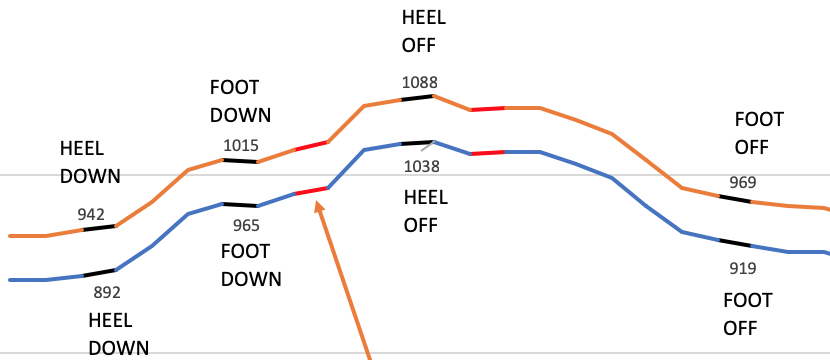 HEEL
OFF
1088
FOOT
DOWN
1015
FOOT
OFF
HEEL
DOWN
969
942
1038
HEEL
OFF
965
FOOT
DOWN
919
892
FOOT
OFF
HEEL
DOWN